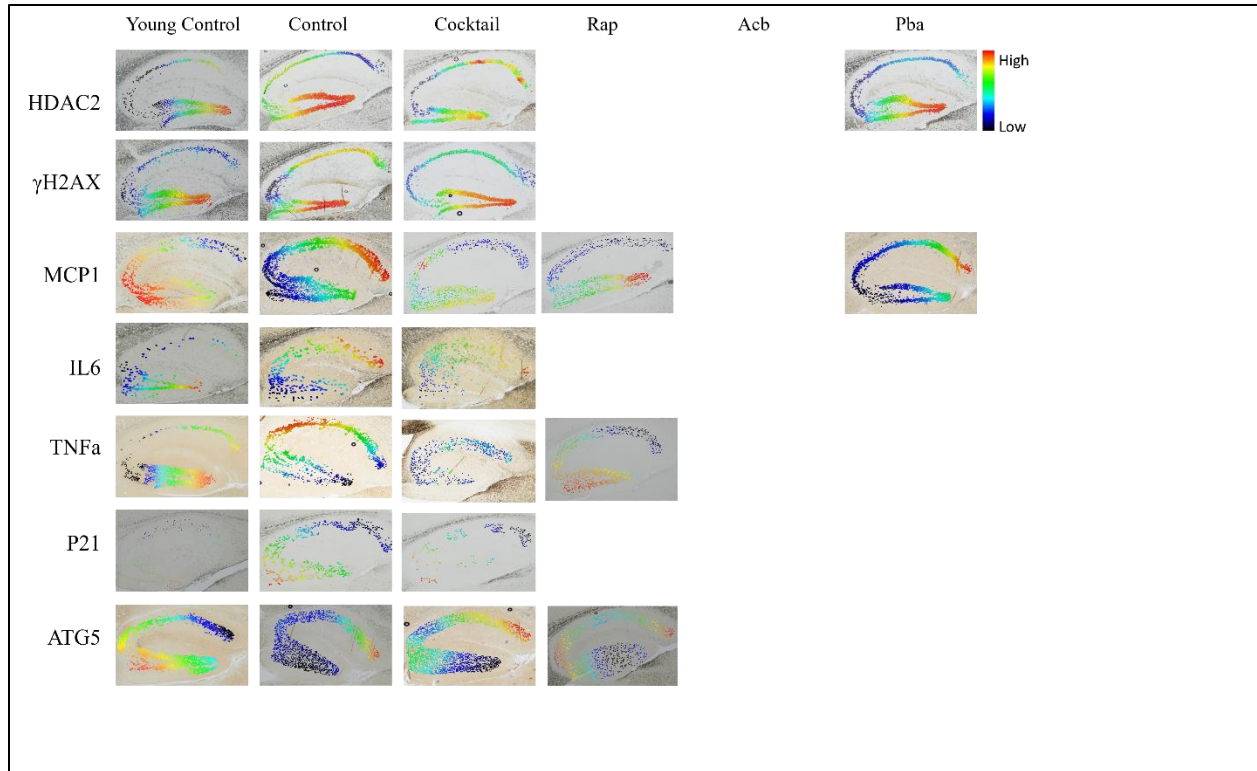 Young Control Control Cocktail Rap Acb Pba
High
HDAC2
Low
γH2AX
MCP1
IL6
TNFa
P21
ATG5